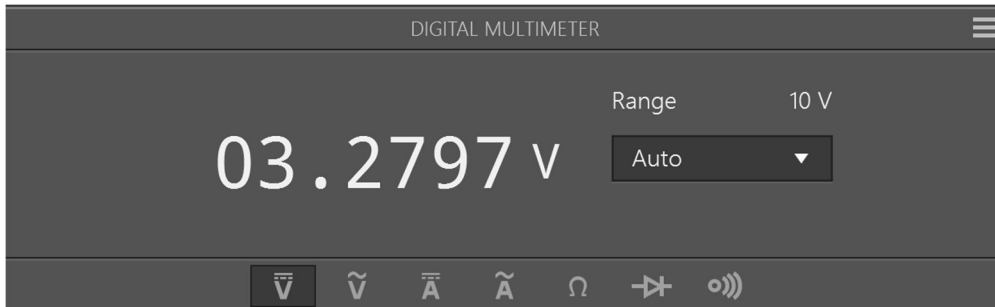 DIGITAL MULTIMETER
Range 10 V
03.2797 V
Auto
V V A A Ω